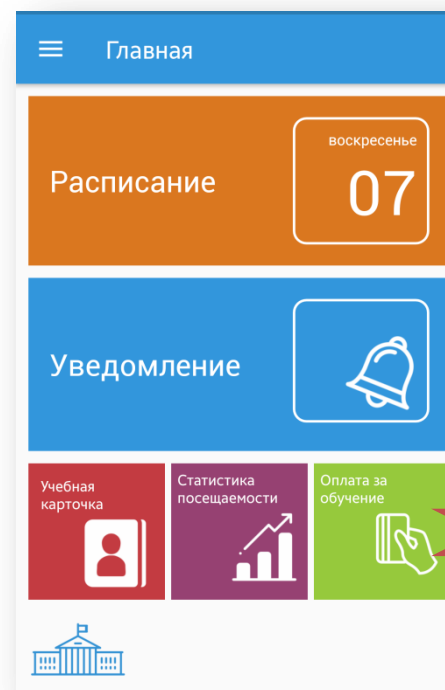 Главная
Расписание
воскресенье
07
Уведомление
Учебная
карточка
Статистика
посещаемости
Оплата за
обучение